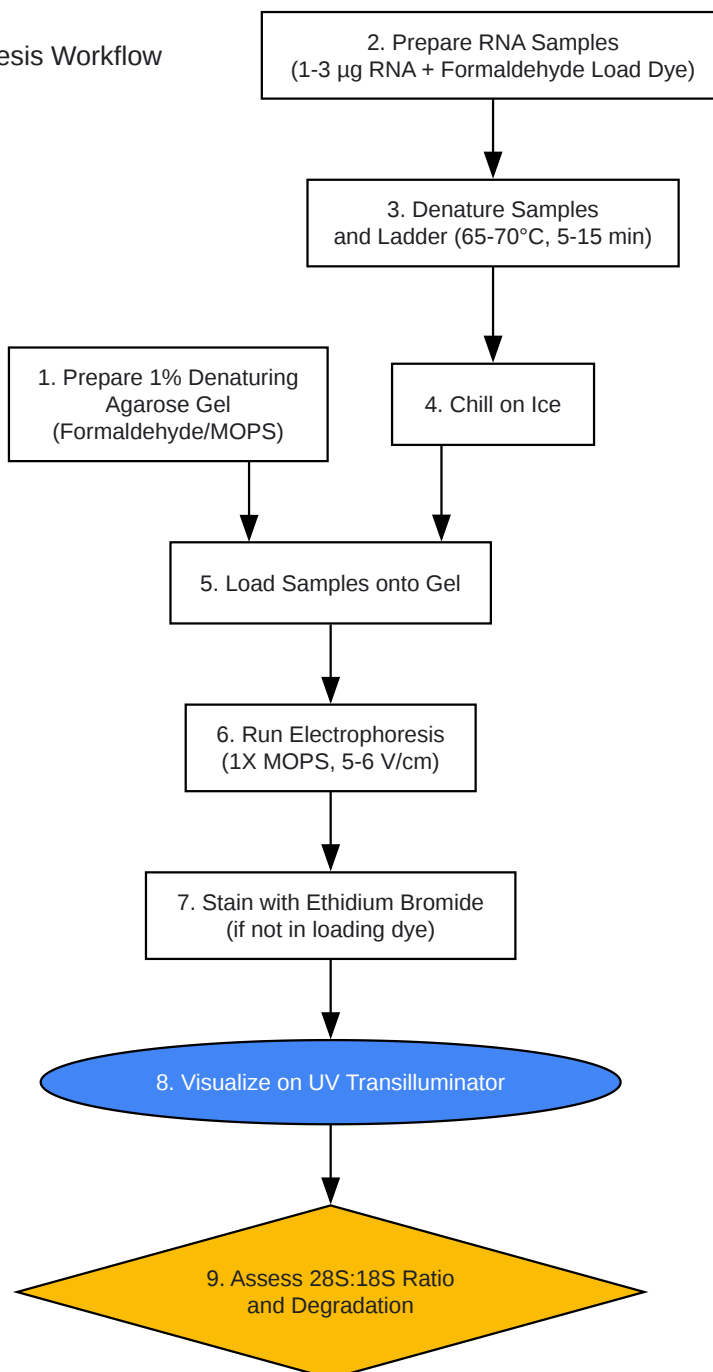 esis Workflow
2. Prepare RNA Samples
(1-3 µg RNA + Formaldehyde Load Dye)
3. Denature Samples
and Ladder (65-70°C, 5-15 min)
1. Prepare 1% Denaturing
Agarose Gel
(Formaldehyde/MOPS)
4. Chill on Ice
5. Load Samples onto Gel
6. Run Electrophoresis
(1X MOPS, 5-6 V/cm)
7. Stain with Ethidium Bromide
(if not in loading dye)
8. Visualize on UV Transilluminator
9. Assess 28S:18S Ratio
and Degradation